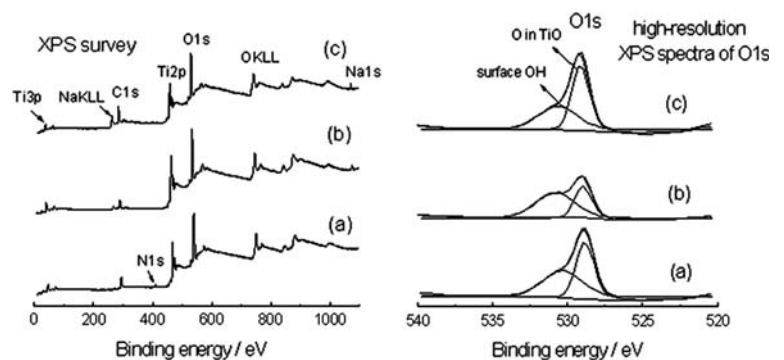 XPS survey
O1s
(c)
Ti2p
OKLL
Na1s
C1s
NaKLL
Ti3p
(b)
(a)
N1s
0 200 400 600 800 1000
Binding energy / eV
O1s
high-resolution
XPS spectra of O1s
O in TiO
surface OH
(c)
(b)
(a)
540 535 530 525 520
Binding energy / eV